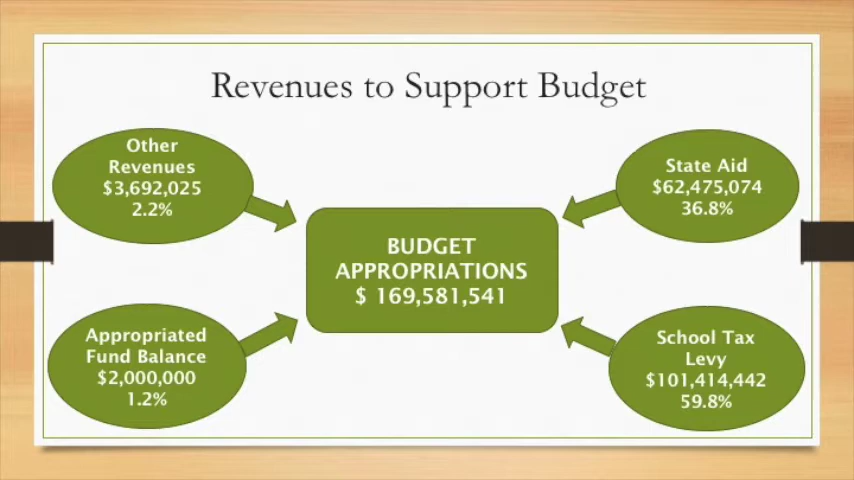 Revenues to Support Budget
Other
Revenues
$3,692,025
2.2%
State Aid
$62,475,074
36.8%
BUDGET
APPROPRIATIONS
$ 169,581,541
Appropriated
Fund Balance
$2,000,000
1.2%
School Tax
Levy
$101,414,442
59.8%